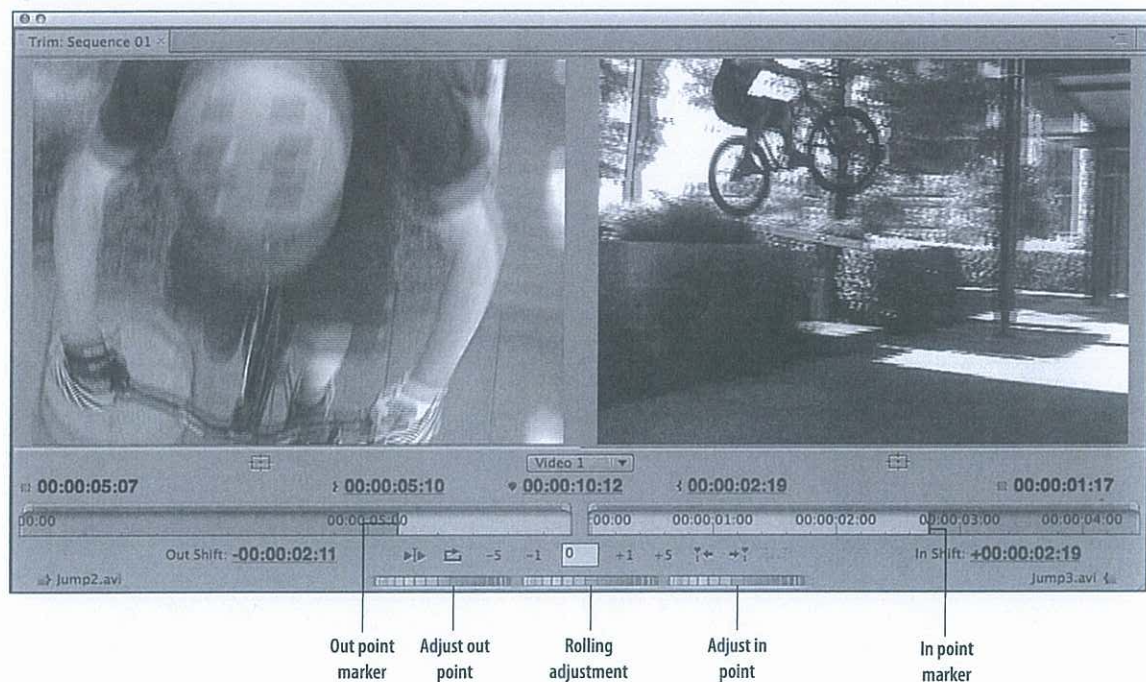 Trim: Sequence 01 ×
Video 1
00:00:05:07
00:00:05:10
00:00:10:12
00:00:02:19
00:00:01:17
00:00
00:00:05:00
00:00
00:00:01:00
00:00:02:00
00:00:03:00
00:00:04:00
Out Shift: -00:00:02:11
-5
-1
0
+1
+5
In Shift: +00:00:02:19
Jump2.avi
Jump3.avi
Out point marker
Adjust out point
Rolling adjustment
Adjust in point
In point marker